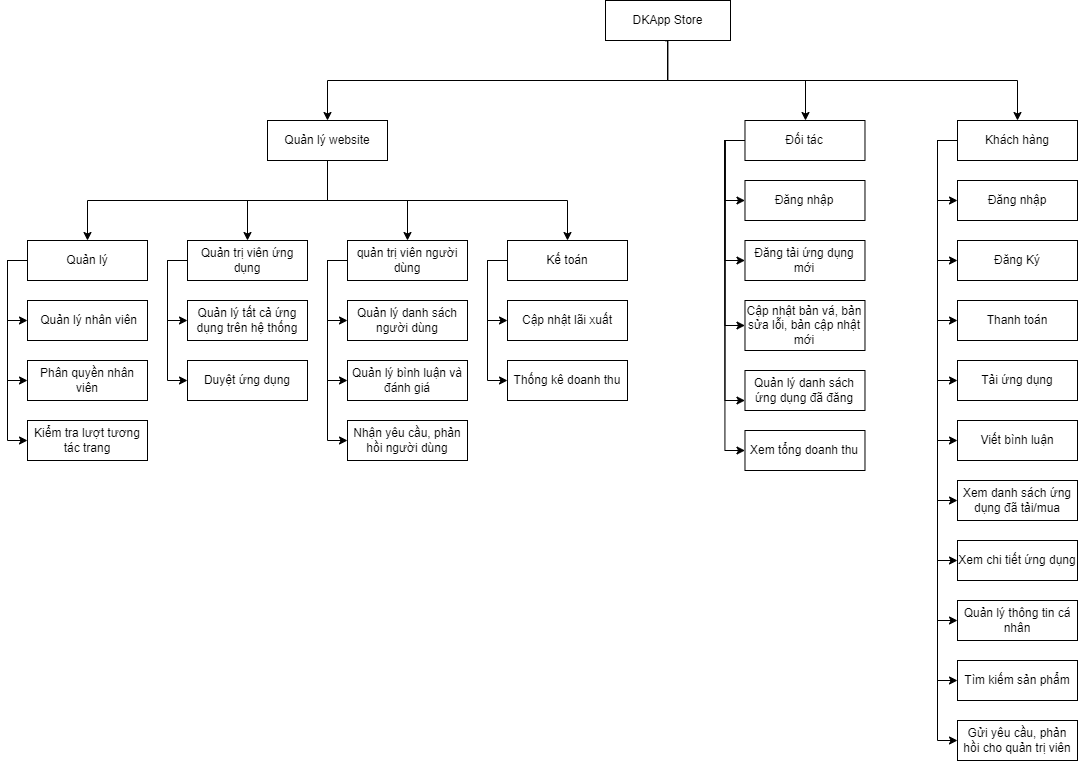 DKApp Store
Quản lý website
Quản lý
Quản lý nhân viên
Phân quyền nhân
viên
Kiểm tra lượt tương
tác trang
Quản trị viên ứng
dụng
Quản lý tất cả ứng
dụng trên hệ thống
Duyệt ứng dụng
quản trị viên người
dùng
Quản lý danh sách
người dùng
Quản lý bình luận và
đánh giá
Nhận yêu cầu, phản
hồi người dùng
Kế toán
Cập nhật lãi xuất
Thống kê doanh thu
Đối tác
Đăng nhập
Đăng tải ứng dụng
mới
Cập nhật bản vá, bản
sửa lỗi, bản cập nhật
mới
Quản lý danh sách
ứng dụng đã đăng
Xem tổng doanh thu
Khách hàng
Đăng nhập
Đăng Ký
Thanh toán
Tải ứng dụng
Viết bình luận
Xem danh sách ứng
dụng đã tải/mua
Xem chi tiết ứng dụng
Quản lý thông tin cá
nhân
Tìm kiếm sản phẩm
Gửi yêu cầu, phản
hồi cho quản trị viên